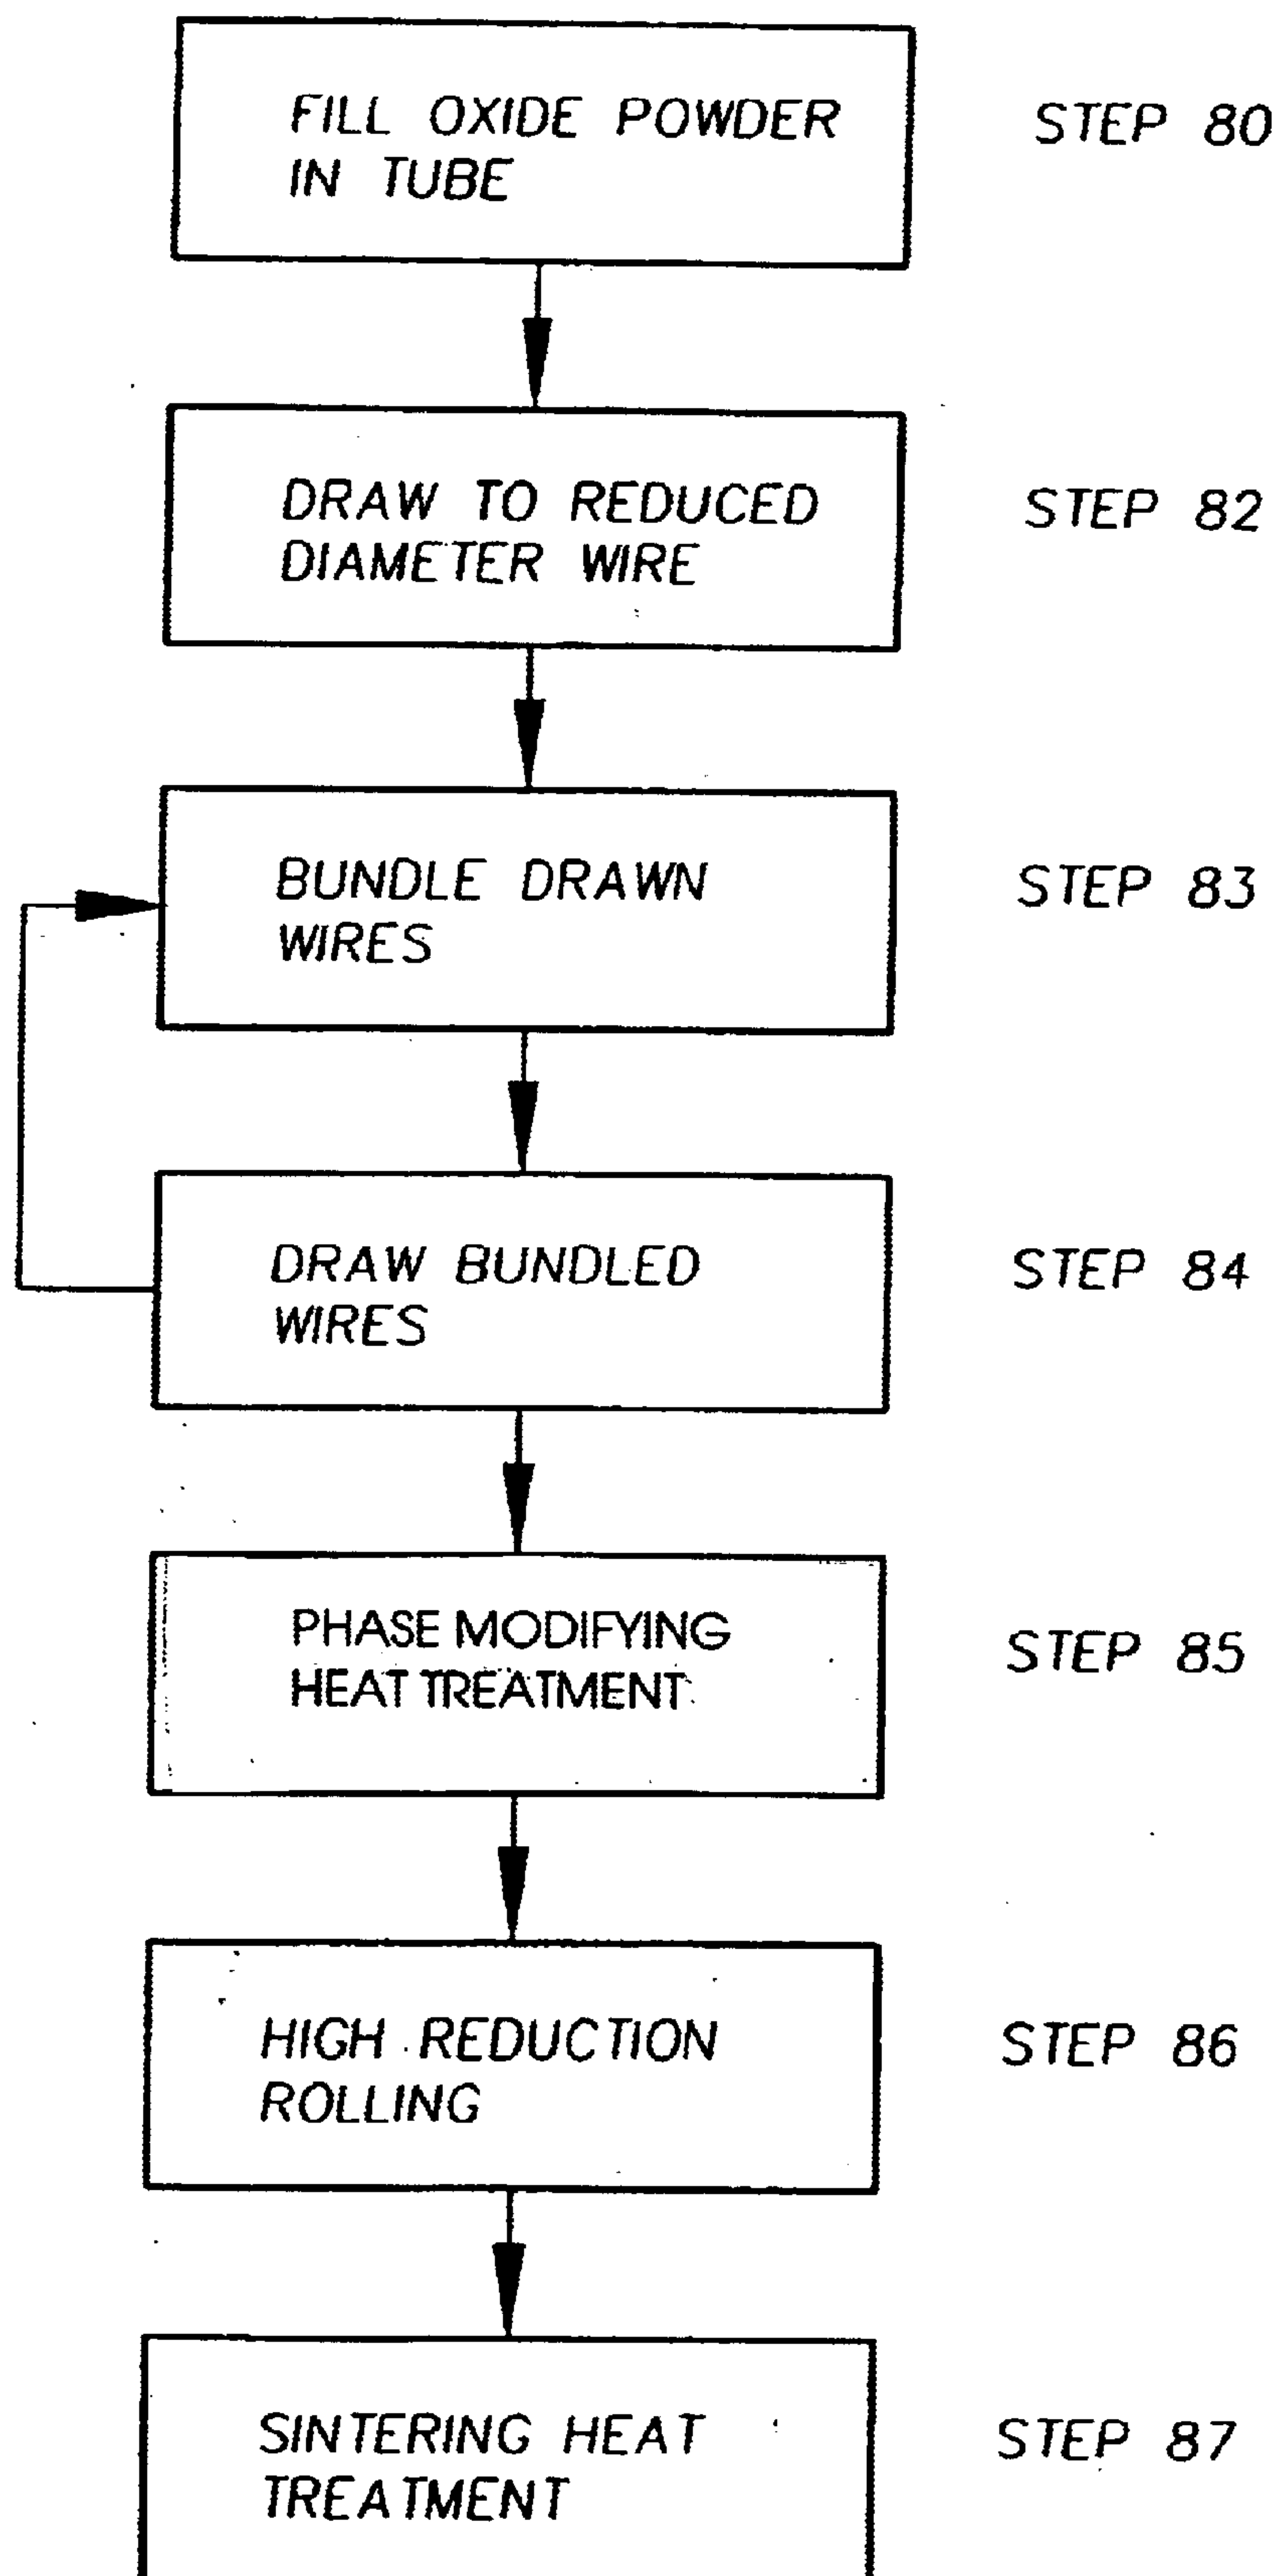 FILL OXIDE POWDER
IN TUBE
STEP 80
DRAW TO REDUCED
DIAMETER WIRE
STEP 82
BUNDLE DRAWN
WIRES
STEP 83
DRAW BUNDLED
WIRES
STEP 84
PHASE MODIFYING
HEAT TREATMENT
STEP 85
HIGH REDUCTION
ROLLING
STEP 86
SINTERING HEAT
TREATMENT
STEP 87